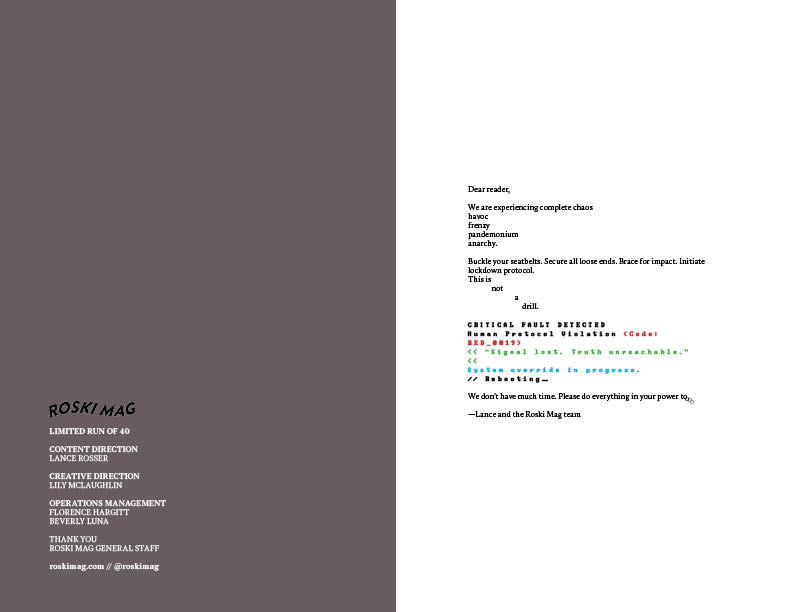 ROSKI MAG
LIMITED RUN OF 40
CONTENT DIRECTION
LANCE ROSSER
CREATIVE DIRECTION
LILY MCLAUGHLIN
OPERATIONS MANAGEMENT
FLORENCE HARGITT
BEVERLY LUNA
THANK YOU
ROSKI MAG GENERAL STAFF
roskimag.com // @roskimag
Dear reader,
We are experiencing complete chaos
havoc
frenzy
pandemonium
anarchy.
Buckle your seatbelts. Secure all loose ends. Brace for impact. Initiate
lockdown protocol.
This is
not
a
drill.
CRITICAL FAULT DETECTED
Human Protocol Violation <Code:
RED_0019>
<< "Signal lost. Truth unreachable."
<<
System override in progress.
// Rebooting…
We don't have much time. Please do everything in your power to
—Lance and the Roski Mag team